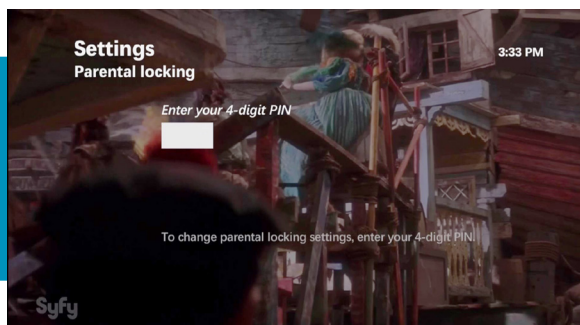 Settings
3:33 PM
Parental locking
Enter your 4-digit PIN
To change parental locking settings, enter your 4-digit PIN.
Syfy